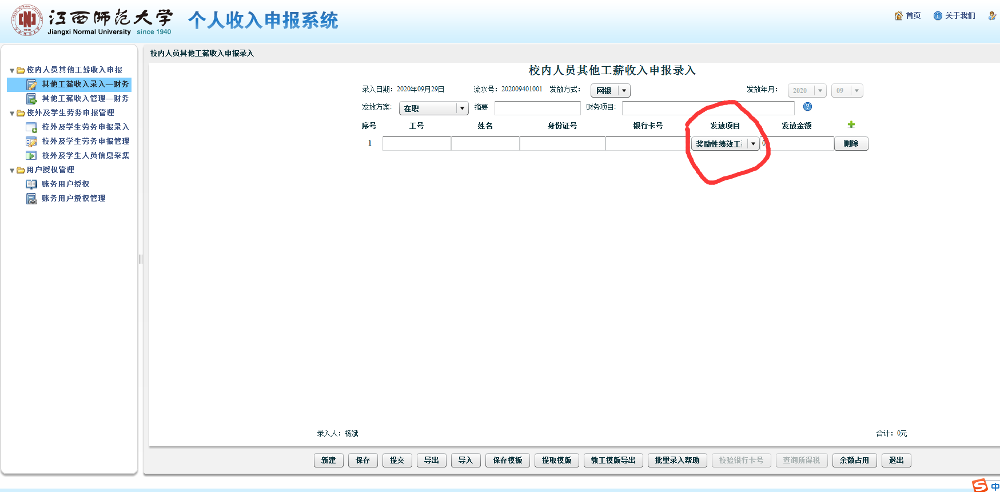 江西师范大学
Jiangxi Normal University since 1940
个人收入申报系统
首页 关于我们
校内人员其他工薪收入申报
其他工薪收入录入—财务
其他工薪收入管理—财务
校外及学生劳务申报管理
校外及学生劳务申报录入
校外及学生劳务申报管理
校外及学生人员信息采集
用户授权管理
账务用户授权
账务用户授权管理
校内人员其他工薪收入申报录入
校内人员其他工薪收入申报录入
录入日期: 2020年09月29日 流水号: 202009401001 发放方式: 网银 发放年月: 2020 09
发放方案: 在职 摘要 财务项目:
序号 工号 姓名 身份证号 银行卡号 发放项目 发放金额
1 奖励性绩效工 0 删除
录入人: 杨斌 合计: 0元
新建 保存 提交 导出 导入 保存模板 提取模版 教工模版导出 批量录入帮助 校验银行卡号 查询所得税 余额占用 退出
中